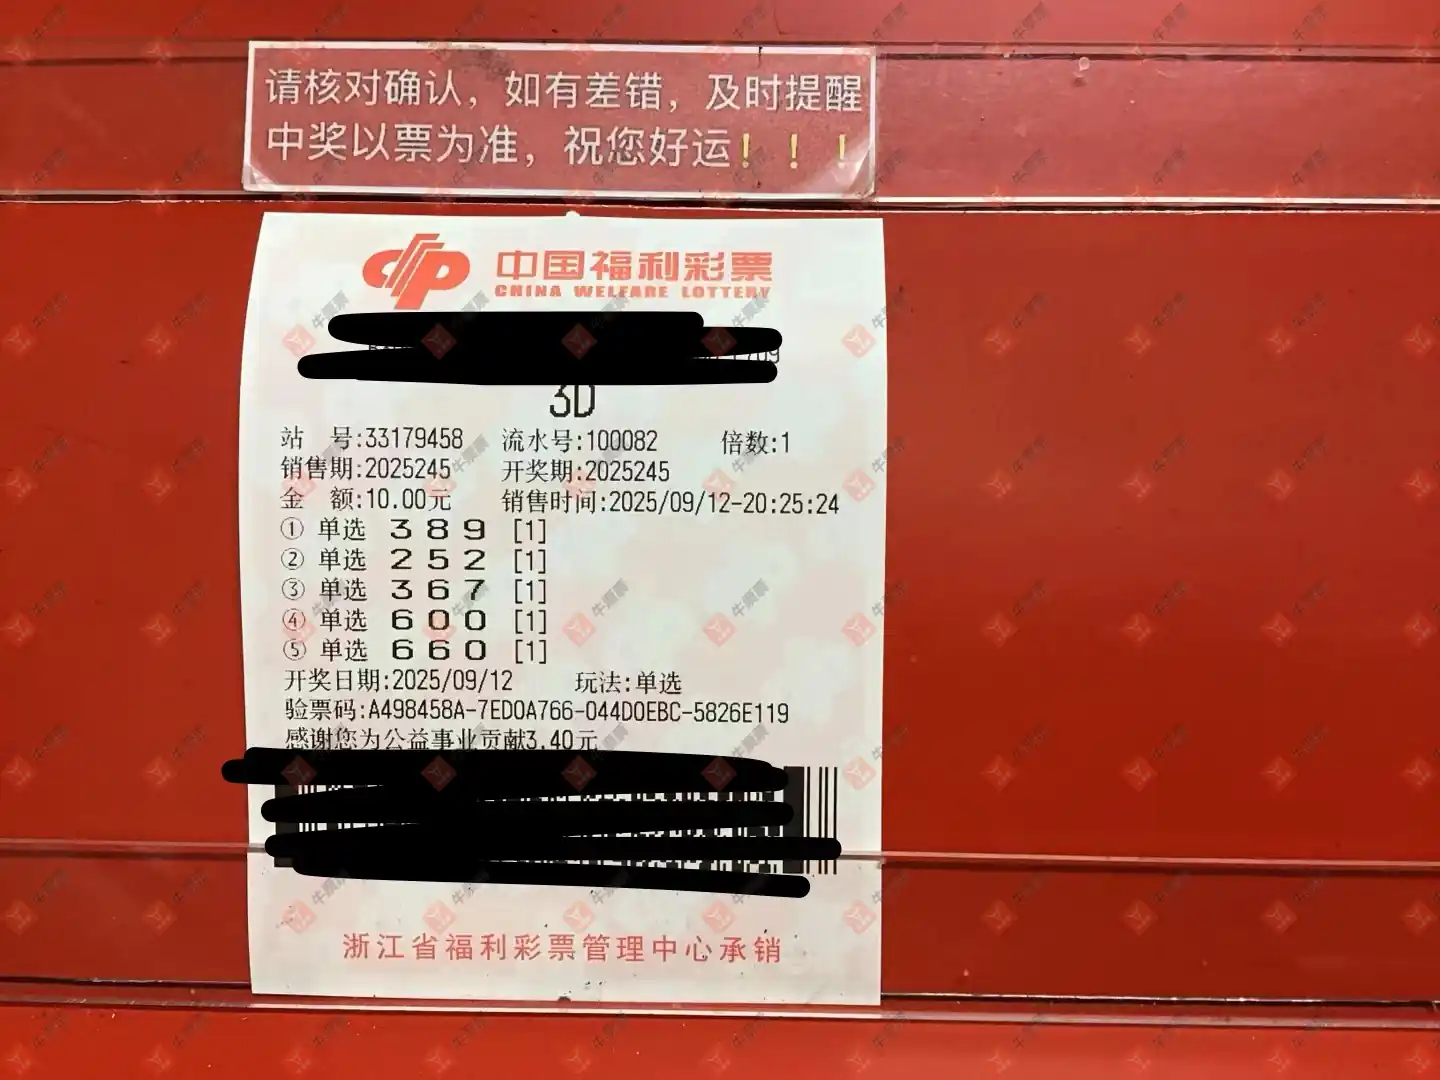 请核对确认，如有差错，及时提醒
中奖以票为准，祝您好运！！！
中国福利彩票
CHINA WELFARE LOTTERY
3D
站 号:33179458 流水号:100082 倍数:1
销售期:2025245 开奖期:2025245
金 额:10.00元 销售时间:2025/09/12-20:25:24
① 单选 3 8 9 [1]
② 单选 2 5 2 [1]
③ 单选 3 6 7 [1]
④ 单选 6 0 0 [1]
⑤ 单选 6 6 0 [1]
开奖日期:2025/09/12 玩法:单选
验票码:A498458A-7ED0A766-044D0EBC-5826E119
感谢您为公益事业贡献3.40元
浙江省福利彩票管理中心承销
牛票票